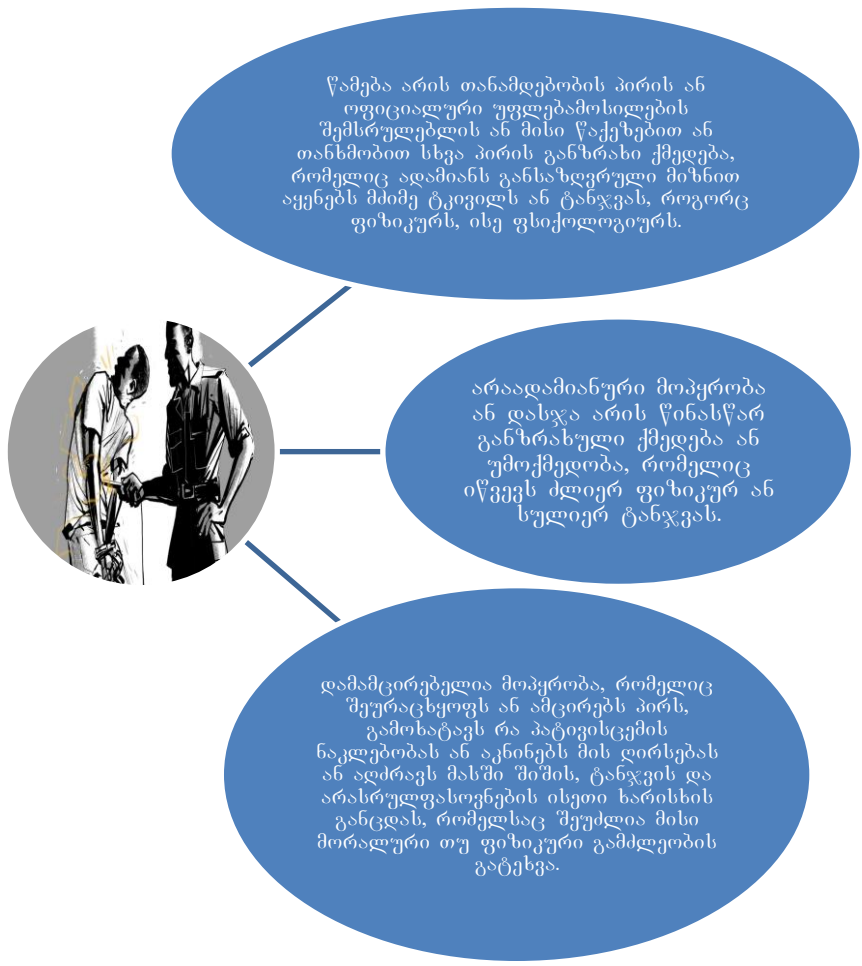 წამება არის თანამდებობის პირის ან
ოფიციალური უფლებამოსილების
შემსრულებლის ან მისი წაქეზებით ან
თანხმობით სხვა პირის განზრახი ქმედება,
რომელიც ადამიანს განსაზღვრული მიზნით
აყენებს მძიმე ტკივილს ან ტანჯვას, როგორც
ფიზიკურს, ისე ფსიქოლოგიურს.
არაადამიანური მოპყრობა
ან დასჯა არის წინასწარ
განზრახული ქმედება ან
უმოქმედობა, რომელიც
იწვევს ძლიერ ფიზიკურ ან
სულიერ ტანჯვას.
დამამცირებელია მოპყრობა, რომელიც
შეურაცხყოფს ან ამცირებს პირს,
გამოხატავს რა პატივისცემის
ნაკლებობას ან აკნინებს მის ღირსებას
ან აღძრავს მასში შიშის, ტანჯვის და
არასრულფასოვნების ისეთი ხარისხის
განცდას, რომელსაც შეუძლია მისი
მორალური თუ ფიზიკური გამძლეობის
გატეხვა.